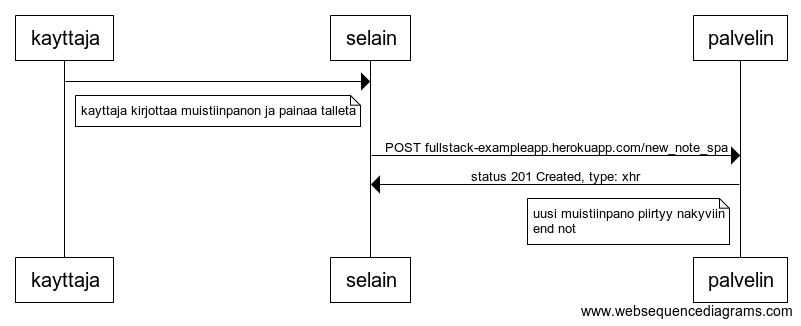 kayttaja
selain
palvelin
kayttaja kirjottaa muistiinpanon ja painaa talleta
POST fullstack-exampleapp.herokuapp.com/new_note_spa
status 201 Created, type: xhr
uusi muistiinpano piirtyy nakyviin
end not
kayttaja
selain
palvelin
www.websequencediagrams.com